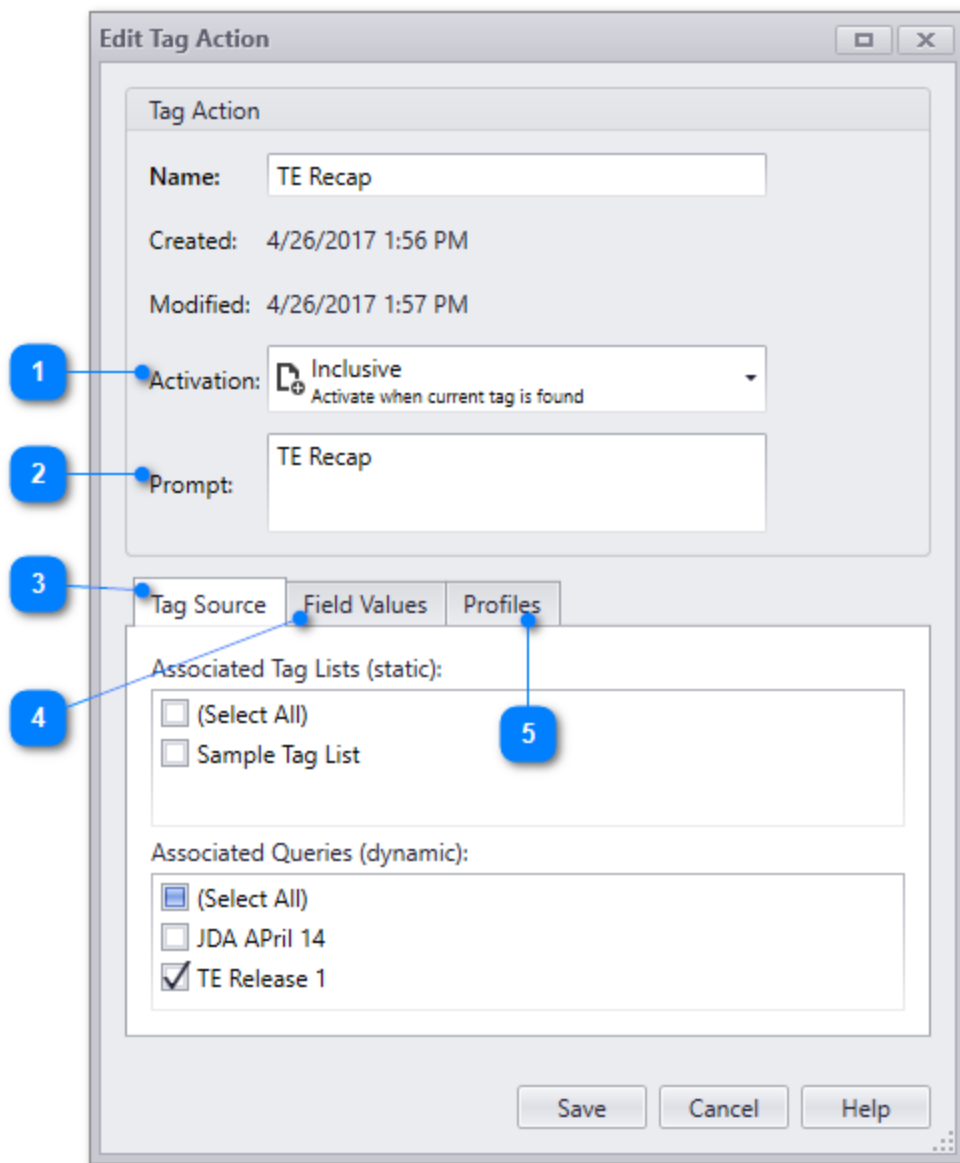 Edit Tag Action
Tag Action
Name: TE Recap
Created: 4/26/2017 1:56 PM
Modified: 4/26/2017 1:57 PM
1
Activation: Inclusive
Activate when current tag is found
2
Prompt: TE Recap
3
Tag Source Field Values Profiles
4
5
Associated Tag Lists (static):
(Select All)
Sample Tag List
Associated Queries (dynamic):
(Select All)
JDA APril 14
TE Release 1
Save Cancel Help